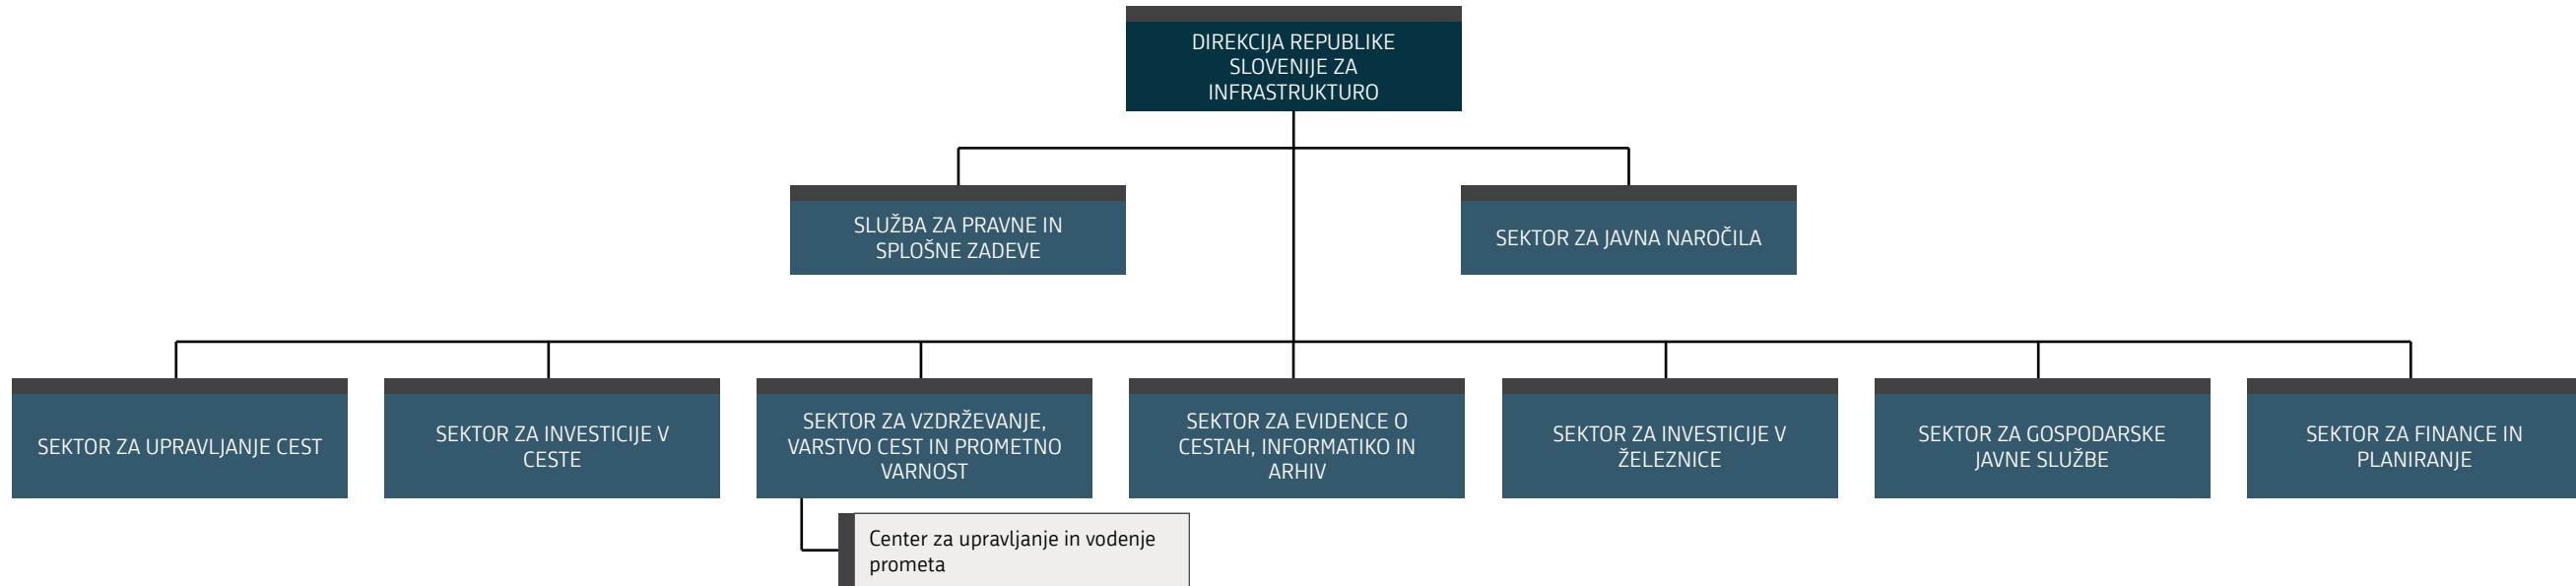 DIREKCIJA REPUBLIKE
SLOVENIJE ZA
INFRASTRUKTURO
SLUŽBA ZA PRAVNE IN
SPLOŠNE ZADEVE
SEKTOR ZA JAVNA NAROČILA
SEKTOR ZA UPRAVLJANJE CEST
SEKTOR ZA INVESTICIJE V
CESTE
SEKTOR ZA VZDRŽEVANJE,
VARSTVO CEST IN PROMETNO
VARNOST
SEKTOR ZA EVIDENCE O
CESTAH, INFORMATIKO IN
ARHIV
SEKTOR ZA INVESTICIJE V
ŽELEZNICE
SEKTOR ZA GOSPODARSKE
JAVNE SLUŽBE
SEKTOR ZA FINANCE IN
PLANIRANJE
Center za upravljanje in vodenje
prometa